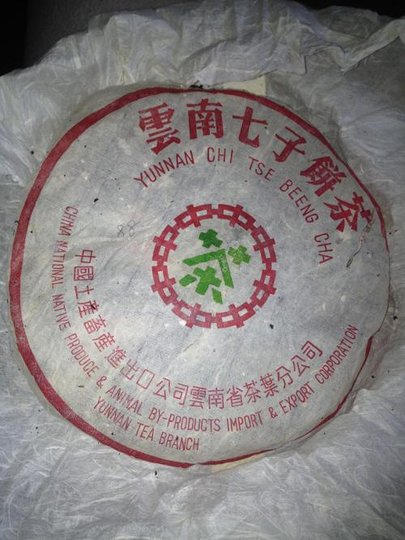 雲南七子餅茶
YUNNAN CHI TSE BEENG CHA
88
茶
中國土產畜產進出口公司雲南省茶葉分公司
CHINA NATIONAL NATIVE PRODUCE & ANIMAL BY-PRODUCTS IMPORT & EXPORT CORPORATION
YUNNAN TEA BRANCH